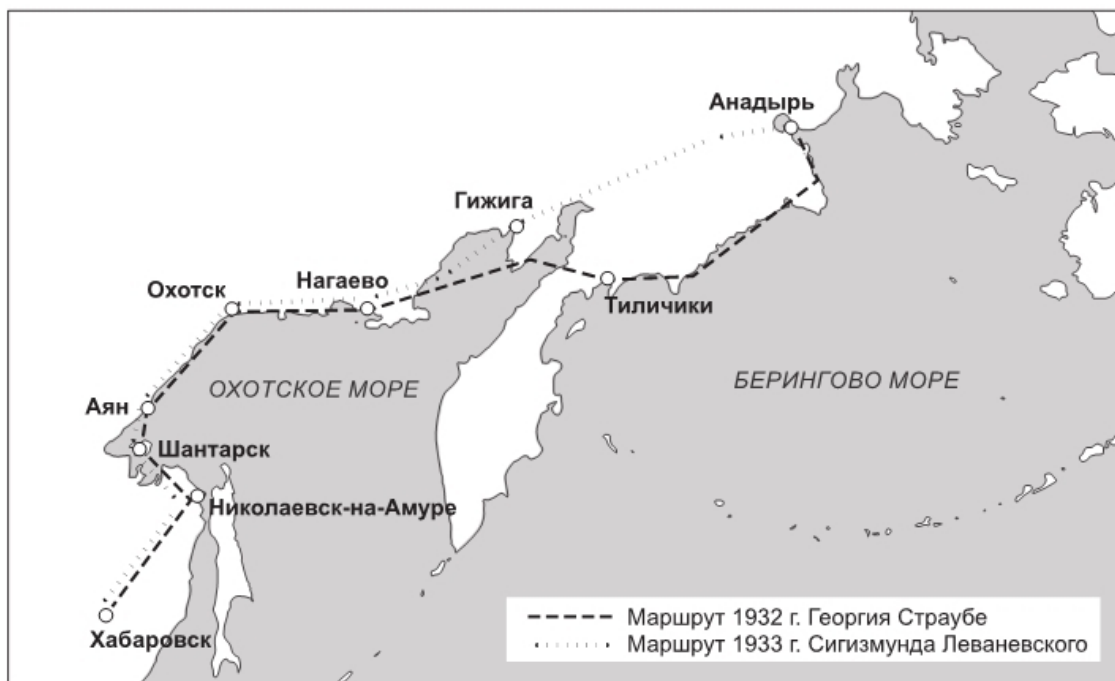 Анадырь
Гижига
Нагаево
Охотск
Тиличики
ОХОТСКОЕ МОРЕ
БЕРИНГОВО МОРЕ
Аян
Шантарск
Николаевск-на-Амуре
Хабаровск
Маршрут 1932 г. Георгия Страубе
Маршрут 1933 г. Сигизмунда Леваневского